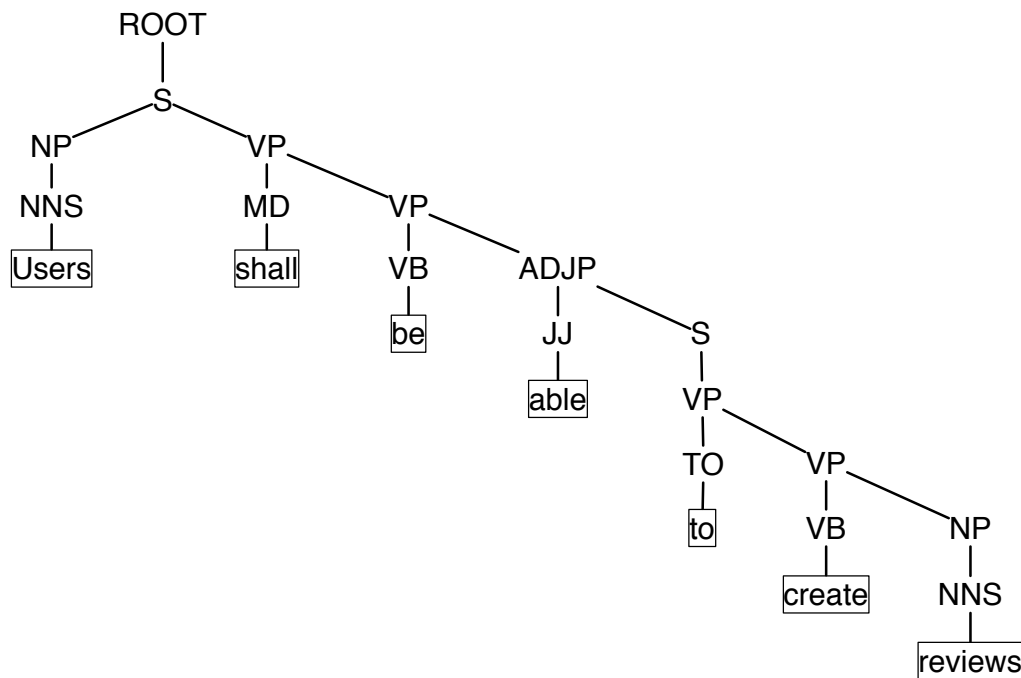 ROOT
S
NP VP
NNS MD VP
Users shall VB ADJP
be JJ S
able VP
TO VP
to VB NP
create NNS
reviews